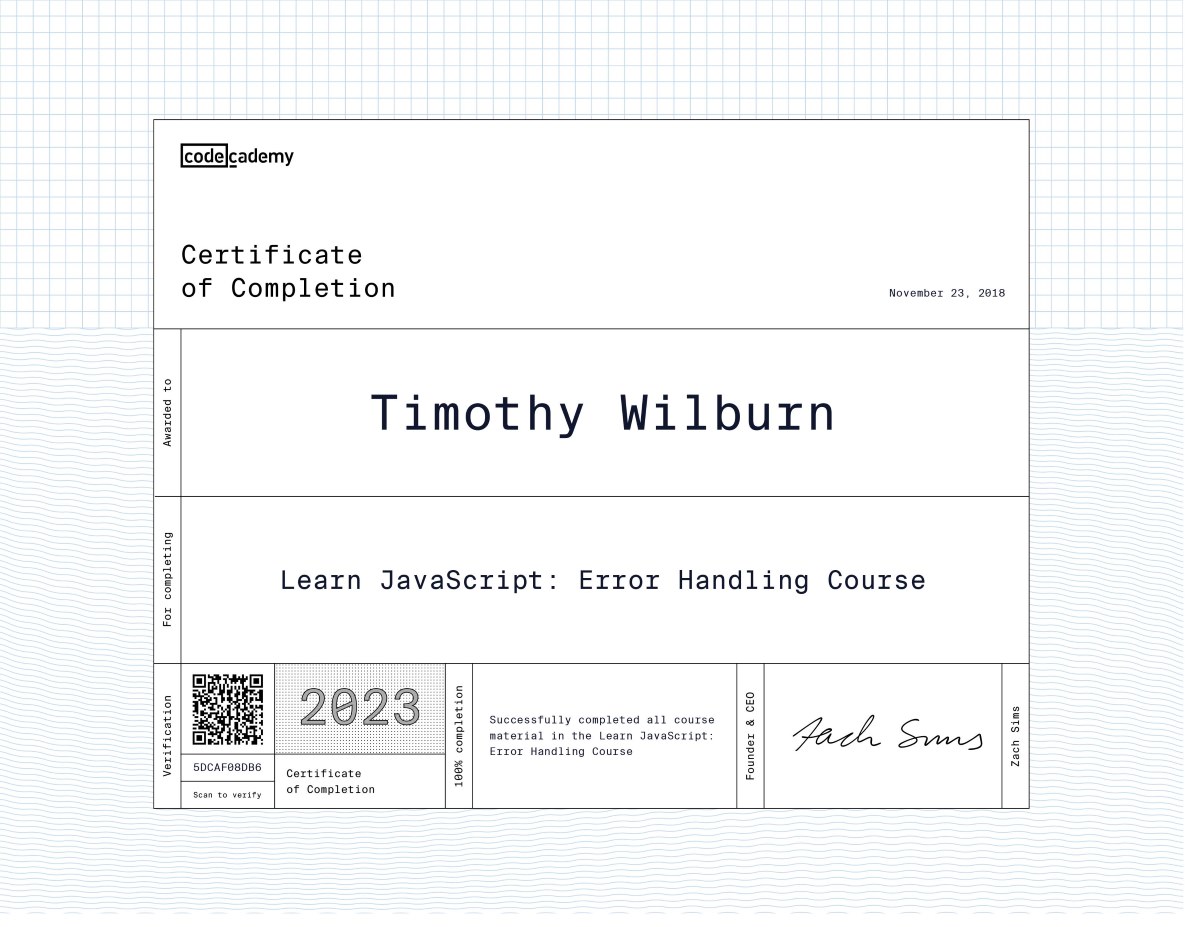 codecademy
Certificate
of Completion
November 23, 2018
Awarded to
Timothy Wilburn
For completing
Learn JavaScript: Error Handling Course
Verification
5DCAF08DB6
Scan to verify
2023
Certificate
of Completion
100% completion
Successfully completed all course
material in the Learn JavaScript:
Error Handling Course
Founder & CEO
Zach Sims
Zach Sims